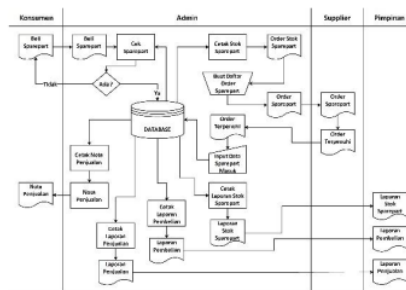 Konsumen
Admin
Supplier
Pimpinan
Beli
Sparepart
Beli
Sparepart
Cek
Sparepart
Cetak Stok
Sparepart
Order Stok
Sparepart
Tidak
Ada?
Ya
Buat Daftar
Order
Sparepart
Order
Sparepart
Order
Sparepart
DATABASE
Order
Terpenuhi
Order
Terpenuhi
Input Data
Sparepart
Masuk
Cetak Nota
Penjualan
Nota
Penjualan
Nota
Penjualan
Cetak
Laporan Stok
Sparepart
Laporan
Stok
Sparepart
Laporan
Stok
Sparepart
Cetak
Laporan
Pembelian
Laporan
Pembelian
Laporan
Pembelian
Cetak
Laporan
Penjualan
Laporan
Penjualan
Laporan
Penjualan